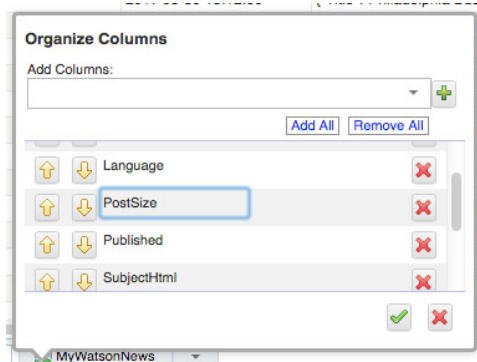 Organize Columns
Add Columns:
Add All Remove All
Language
PostSize
Published
SubjectHtml
MyWatsonNews